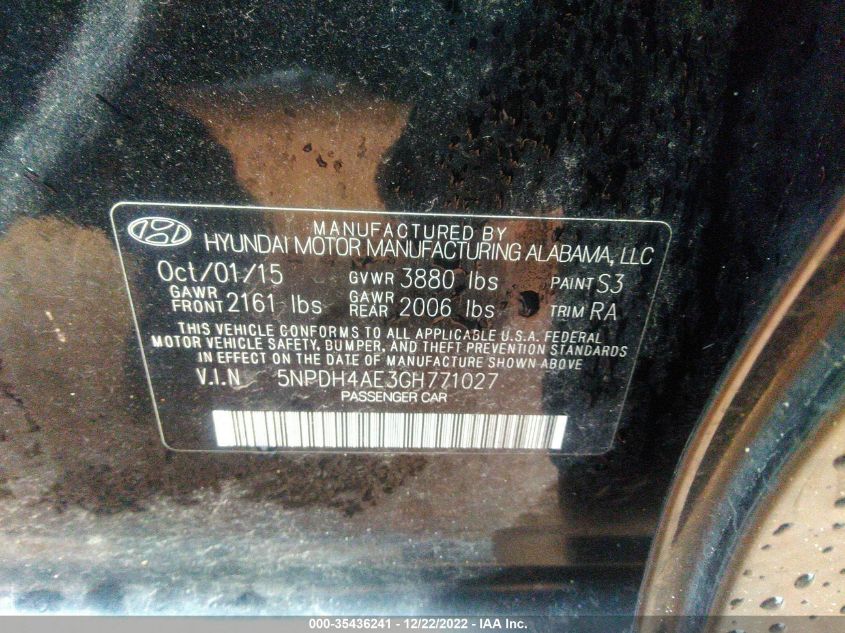 MANUFACTURED BY
HYUNDAI MOTOR MANUFACTURING ALABAMA, LLC
Oct/01/15 GVWR 3880 lbs PAINT S3
GAWR FRONT 2161 lbs GAWR REAR 2006 lbs TRIM RA
THIS VEHICLE CONFORMS TO ALL APPLICABLE U.S.A. FEDERAL
MOTOR VEHICLE SAFETY, BUMPER, AND THEFT PREVENTION STANDARDS
IN EFFECT ON THE DATE OF MANUFACTURE SHOWN ABOVE
V.I.N 5NPDH4AE3GH771027
PASSENGER CAR
000-35436241 - 12/22/2022 - IAA Inc.